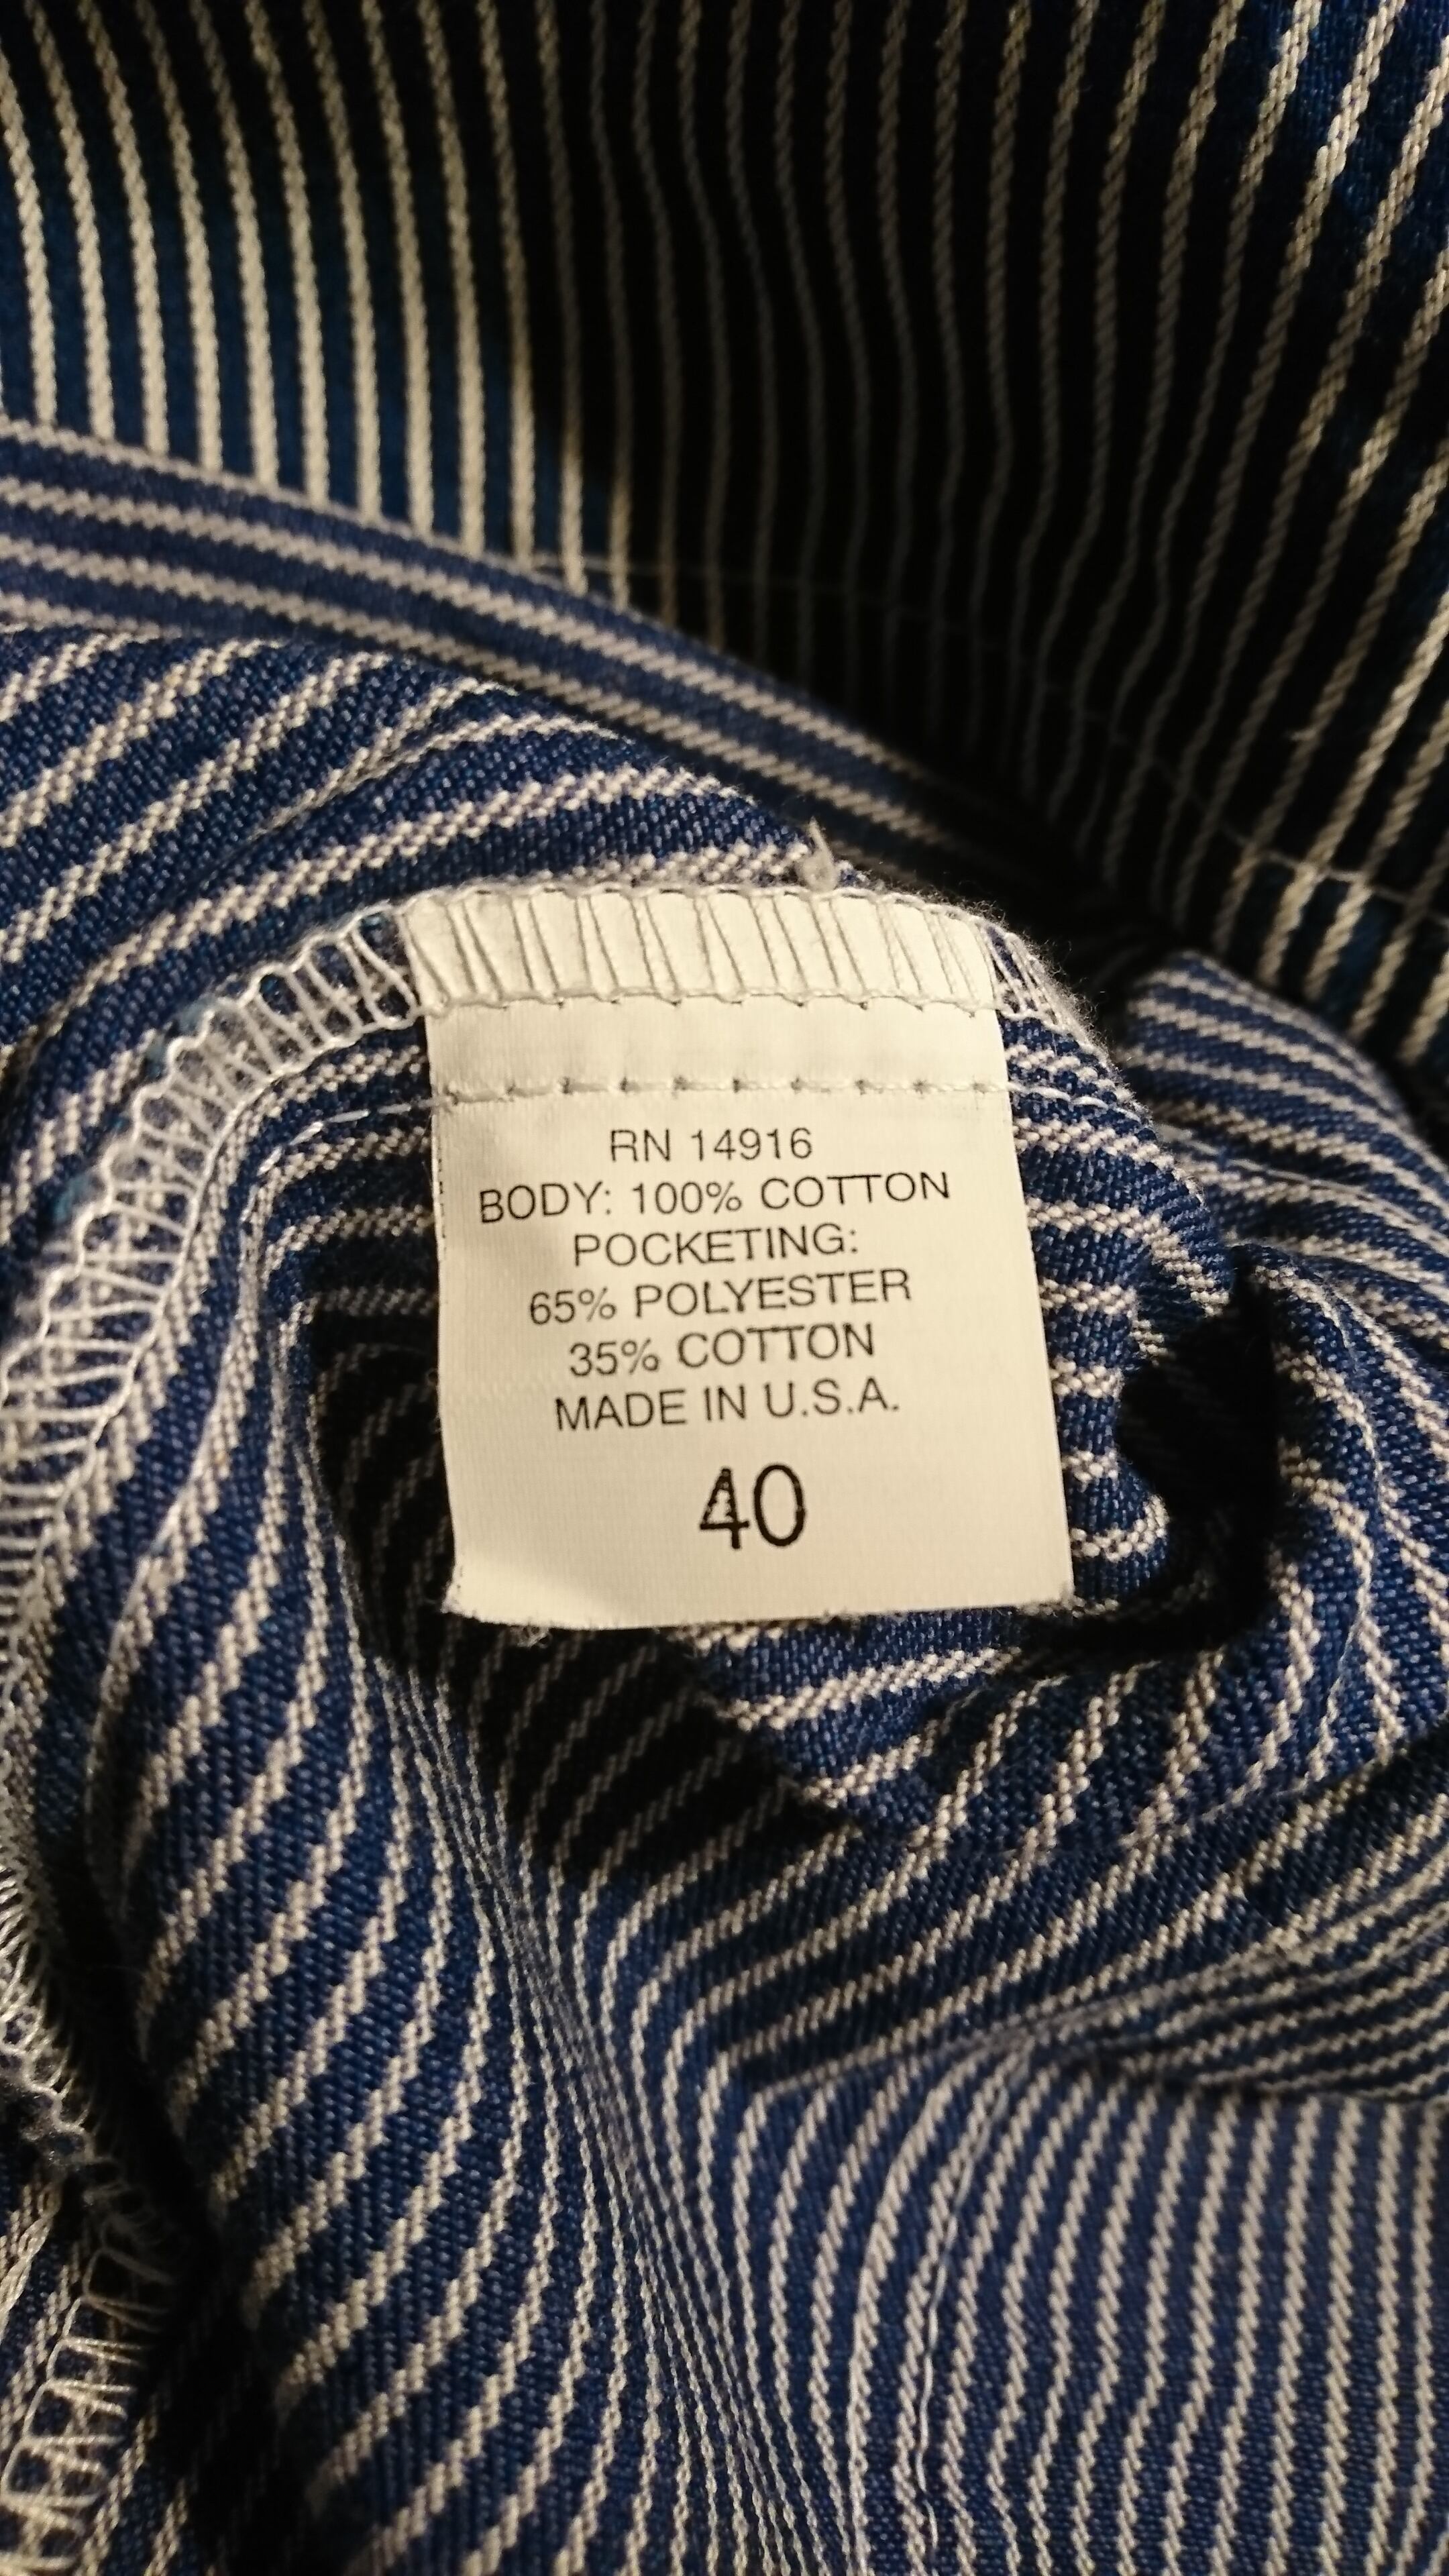 RN 14916
BODY: 100% COTTON
POCKETING:
65% POLYESTER
35% COTTON
MADE IN U.S.A.
40